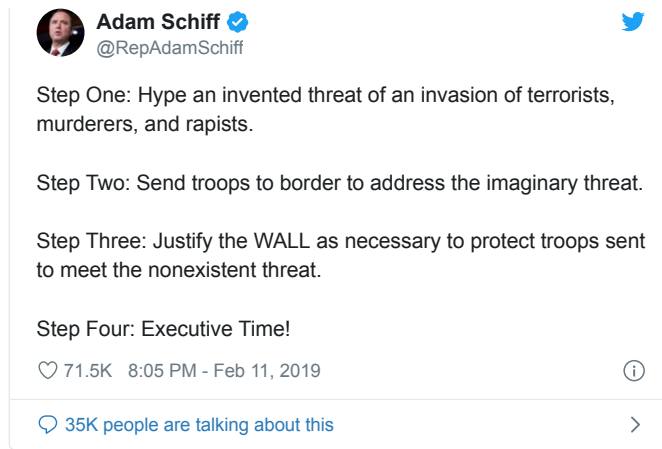 Adam Schiff
@RepAdamSchiff
Step One: Hype an invented threat of an invasion of terrorists,
murderers, and rapists.
Step Two: Send troops to border to address the imaginary threat.
Step Three: Justify the WALL as necessary to protect troops sent
to meet the nonexistent threat.
Step Four: Executive Time!
71.5K 8:05 PM - Feb 11, 2019
35K people are talking about this